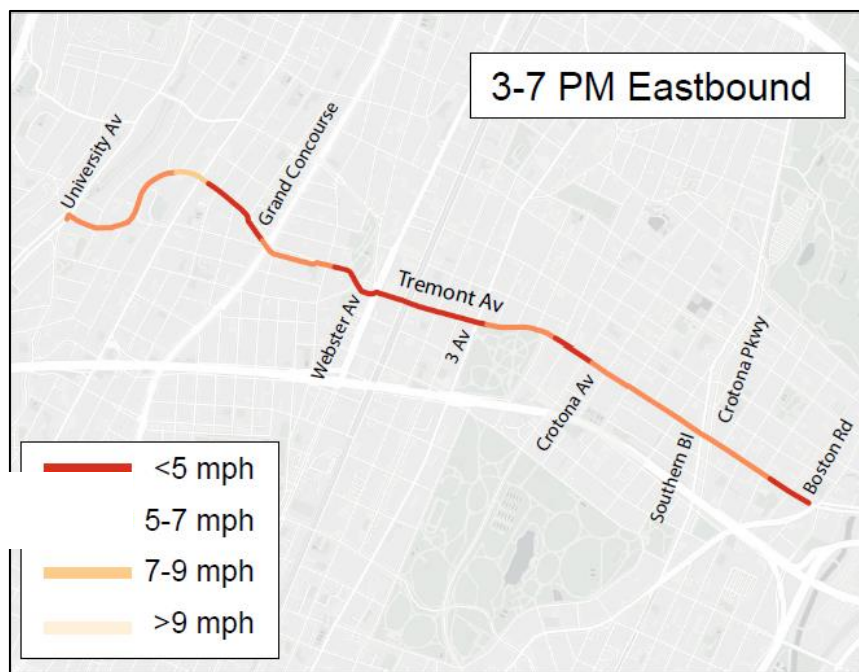 3-7 PM Eastbound
University Av
Grand Concourse
Webster Av
Tremont Av
3 Av
Crotona Av
Southern Bl
Crotona Pkwy
Boston Rd
<5 mph
5-7 mph
7-9 mph
>9 mph